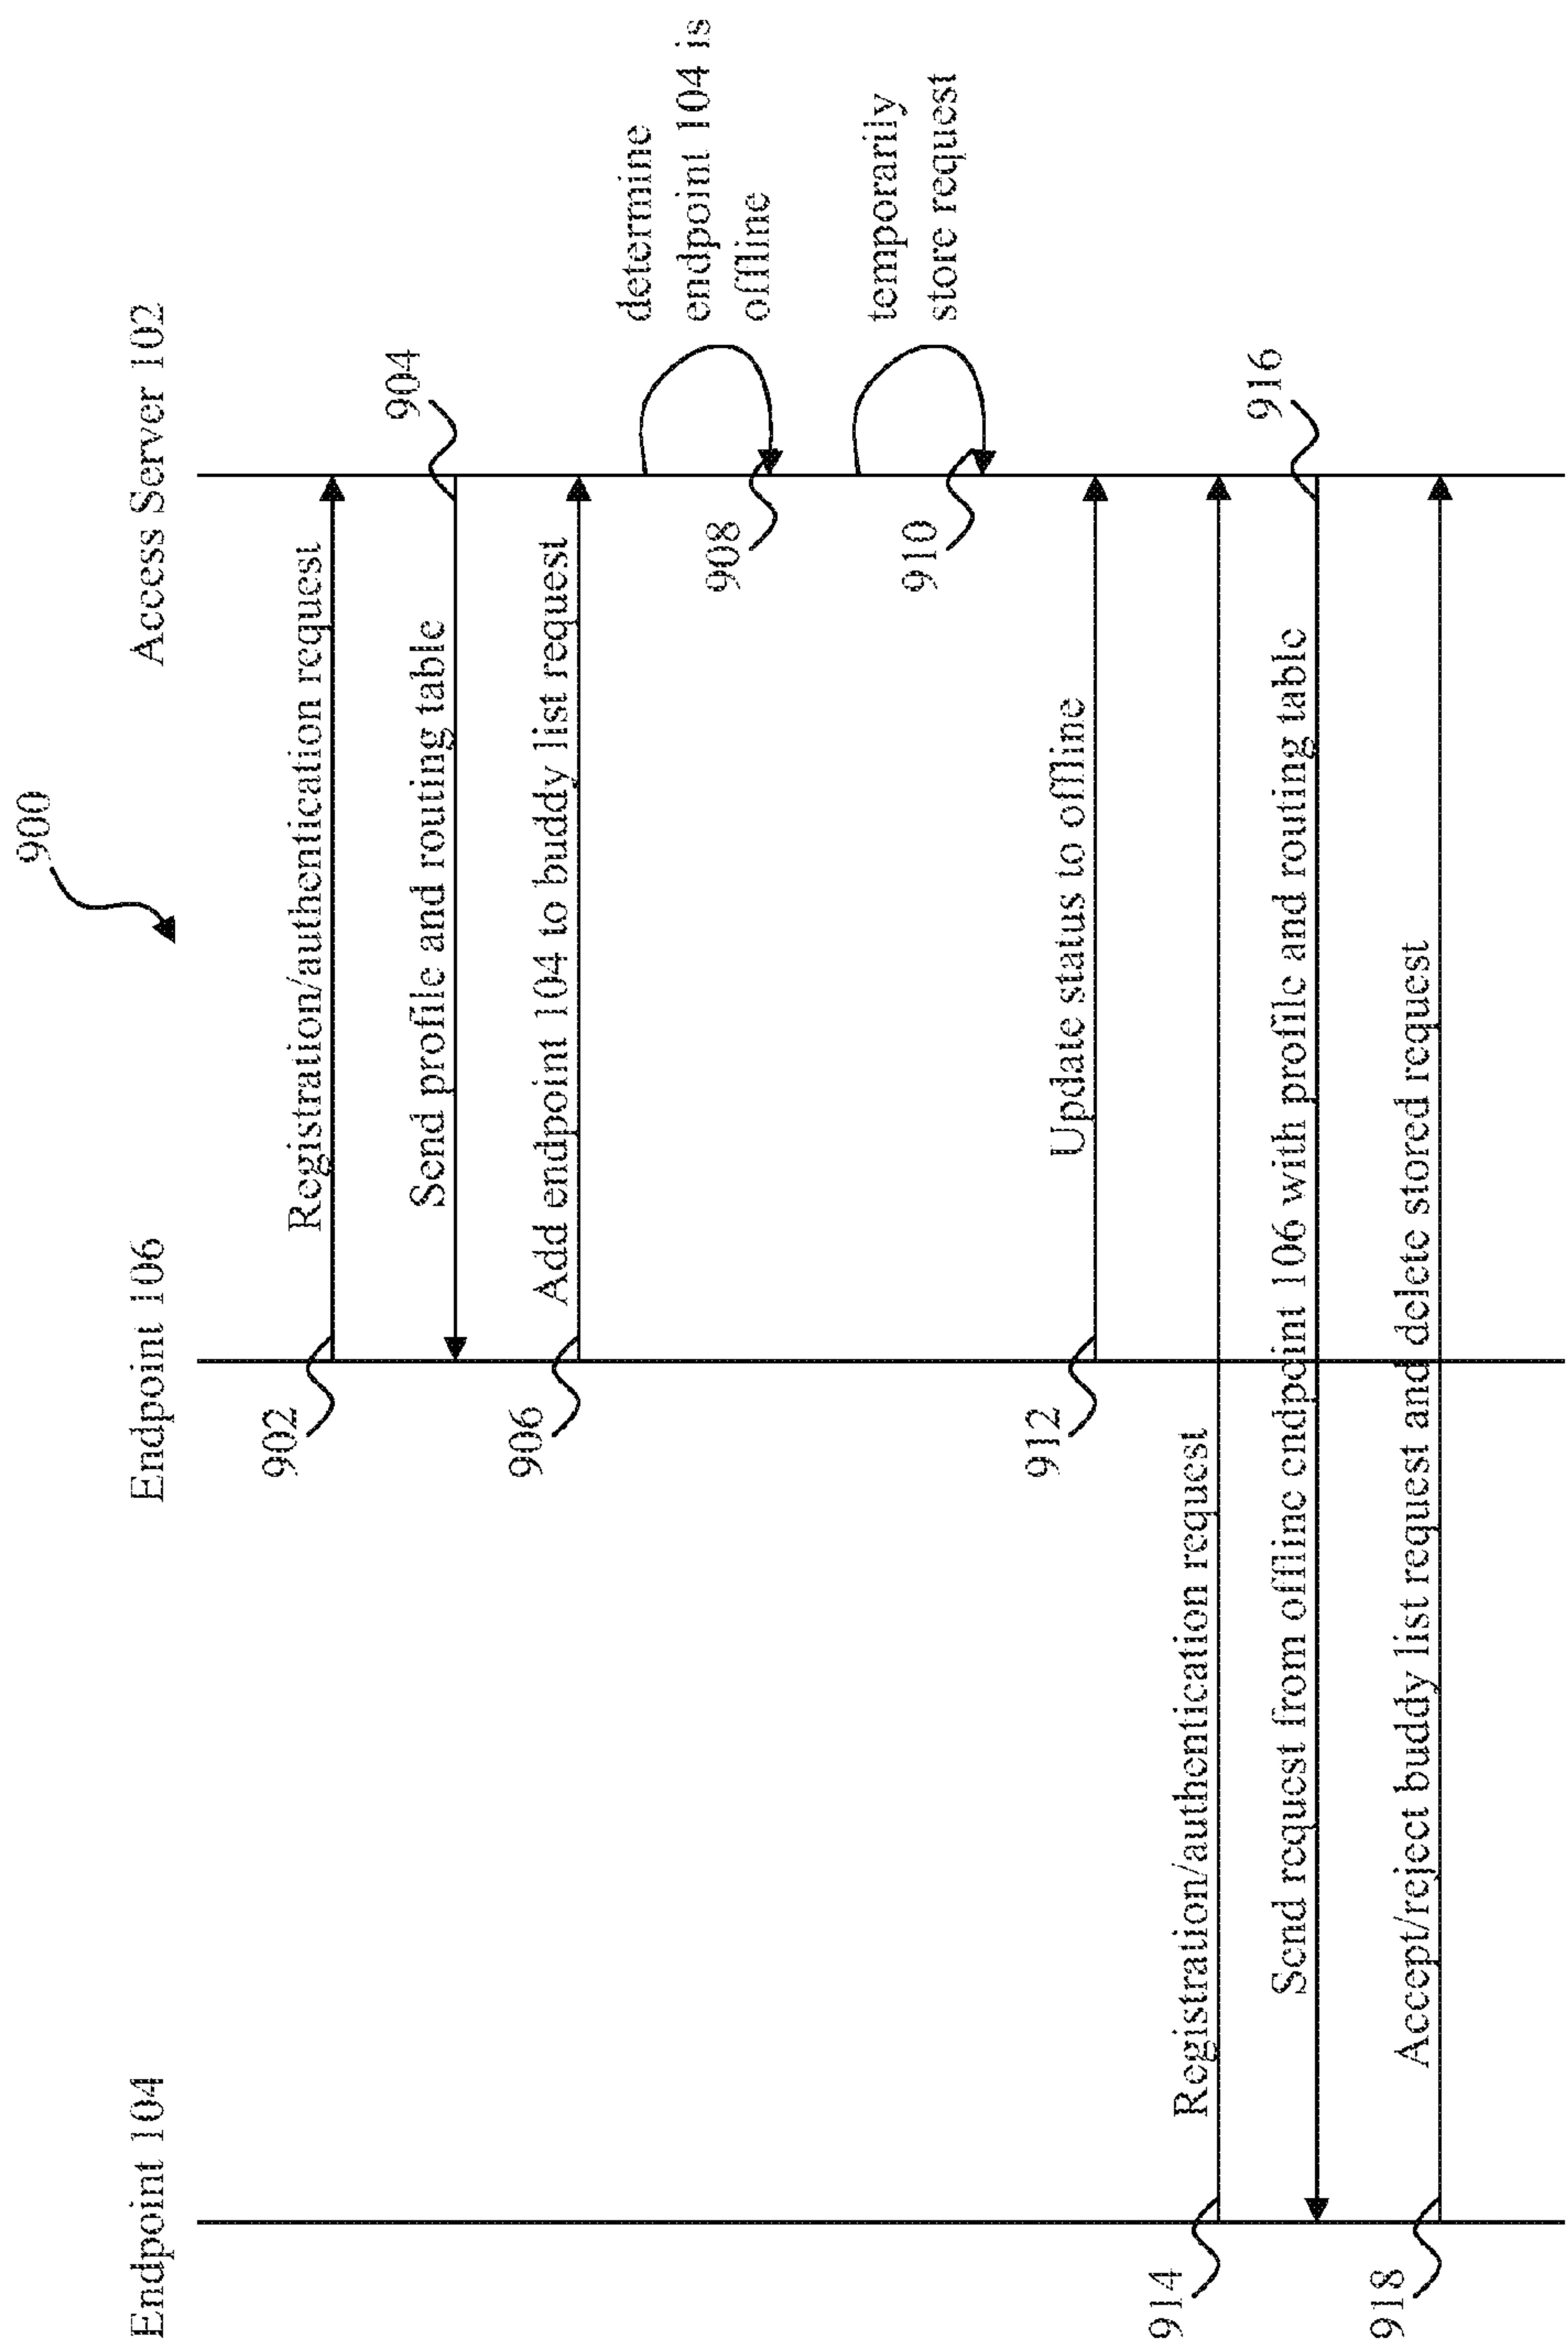 900
Endpoint 104
Endpoint 106
Access Server 102
Registration/authentication request
902
Send profile and routing table
904
Add endpoint 104 to buddy list request
906
determine
endpoint 104 is
offline
908
temporarily
store request
910
Update status to offline
912
Registration/authentication request
914
Send request from offline endpoint 106 with profile and routing table
916
Accept/reject buddy list request and delete stored request
918